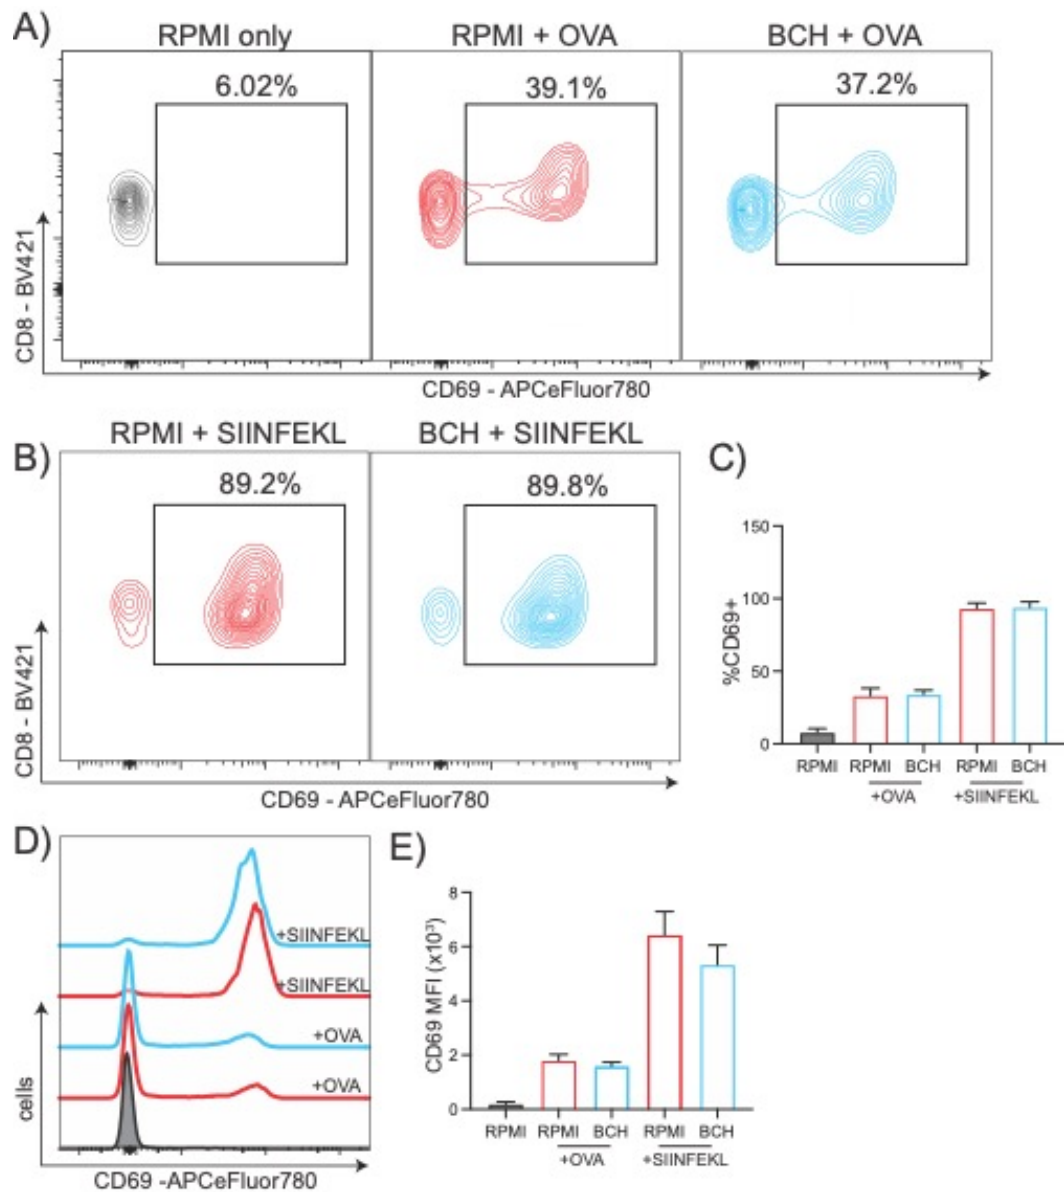 A)
RPMI only
RPMI + OVA
BCH + OVA
6.02%
39.1%
37.2%
CD8 - BV421
CD69 - APCeFluor780
B)
RPMI + SIINFEKL
BCH + SIINFEKL
89.2%
89.8%
CD8 - BV421
CD69 - APCeFluor780
C)
150
100
50
0
%CD69+
RPMI
RPMI
BCH
RPMI
BCH
+OVA
+SIINFEKL
D)
+SIINFEKL
+SIINFEKL
+OVA
+OVA
cells
CD69 -APCeFluor780
E)
8
6
4
2
0
CD69 MFI (x10³)
RPMI
RPMI
BCH
RPMI
BCH
+OVA
+SIINFEKL